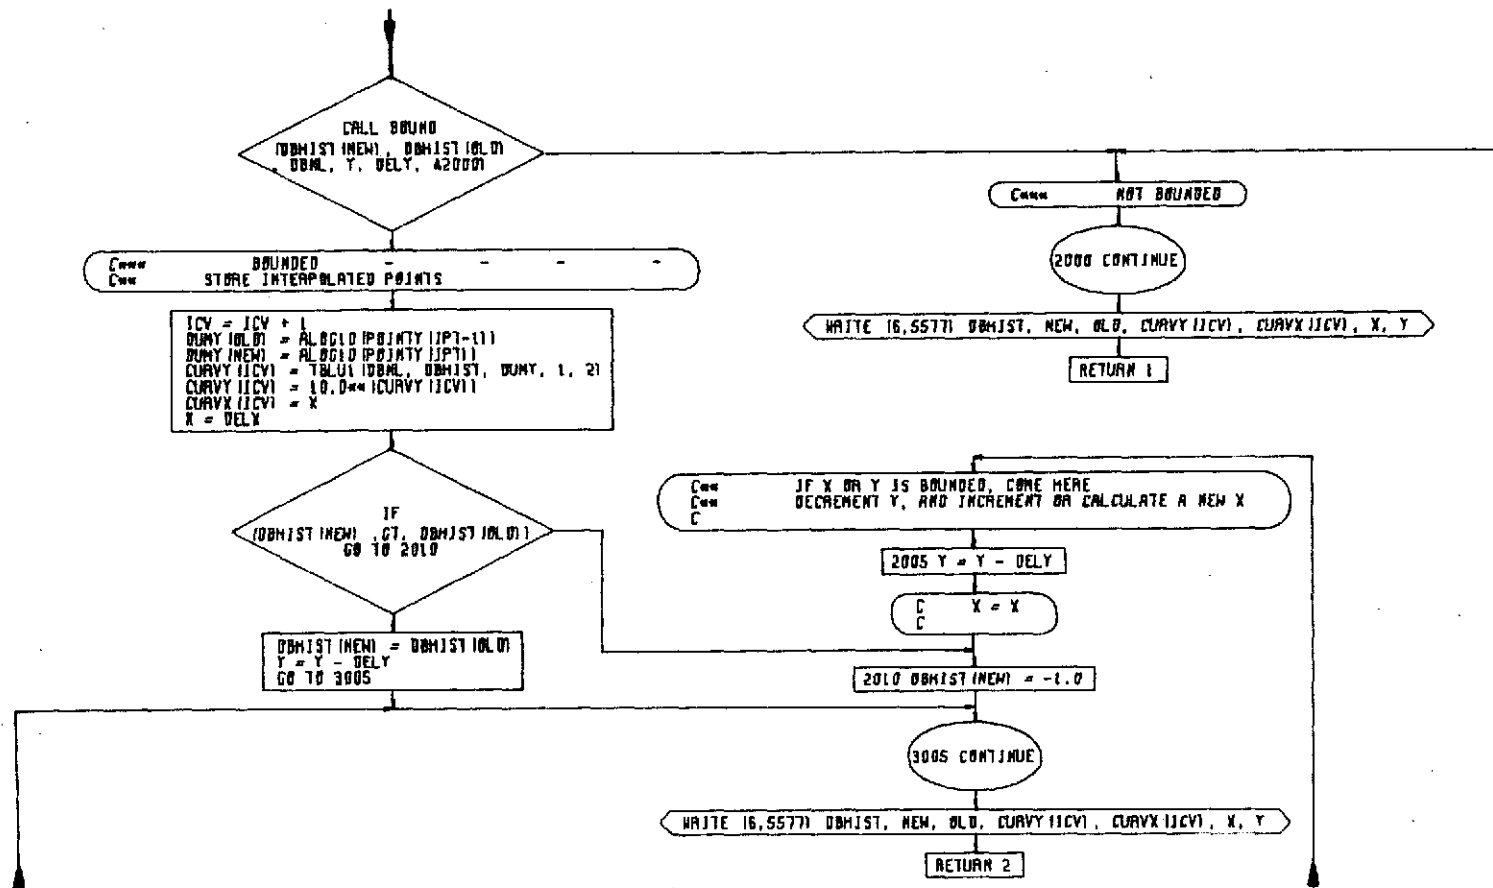 CALL BOUND
(DBHIST(NEW), DBHIST(OLD)
, DBNL, Y, DELY, &2000)
C*** BOUNDED - - - -
C** STORE INTERPOLATED POINTS
ICV = ICV + 1
DUMY(OLD) = ALOG10(POINTY(IPT-1))
DUMY(NEW) = ALOG10(POINTY(IPT))
CURVY(ICV) = TBLU1(DBNL, DBHIST, DUMY, 1, 2)
CURVY(ICV) = 10.0**(CURVY(ICV))
CURVX(ICV) = X
X = DELX
IF
(DBHIST(NEW) .GT. DBHIST(OLD))
GO TO 2010
DBHIST(NEW) = DBHIST(OLD)
Y = Y - DELY
GO TO 3005
C*** NOT BOUNDED
2000 CONTINUE
WRITE (6,5577) DBHIST, NEW, OLD, CURVY(ICV), CURVX(ICV), X, Y
RETURN 1
C** IF X OR Y IS BOUNDED, COME HERE
C** DECREMENT Y, AND INCREMENT OR CALCULATE A NEW X
C
2005 Y = Y - DELY
C X = X
C
2010 DBHIST(NEW) = -1.0
3005 CONTINUE
WRITE (6,5577) DBHIST, NEW, OLD, CURVY(ICV), CURVX(ICV), X, Y
RETURN 2